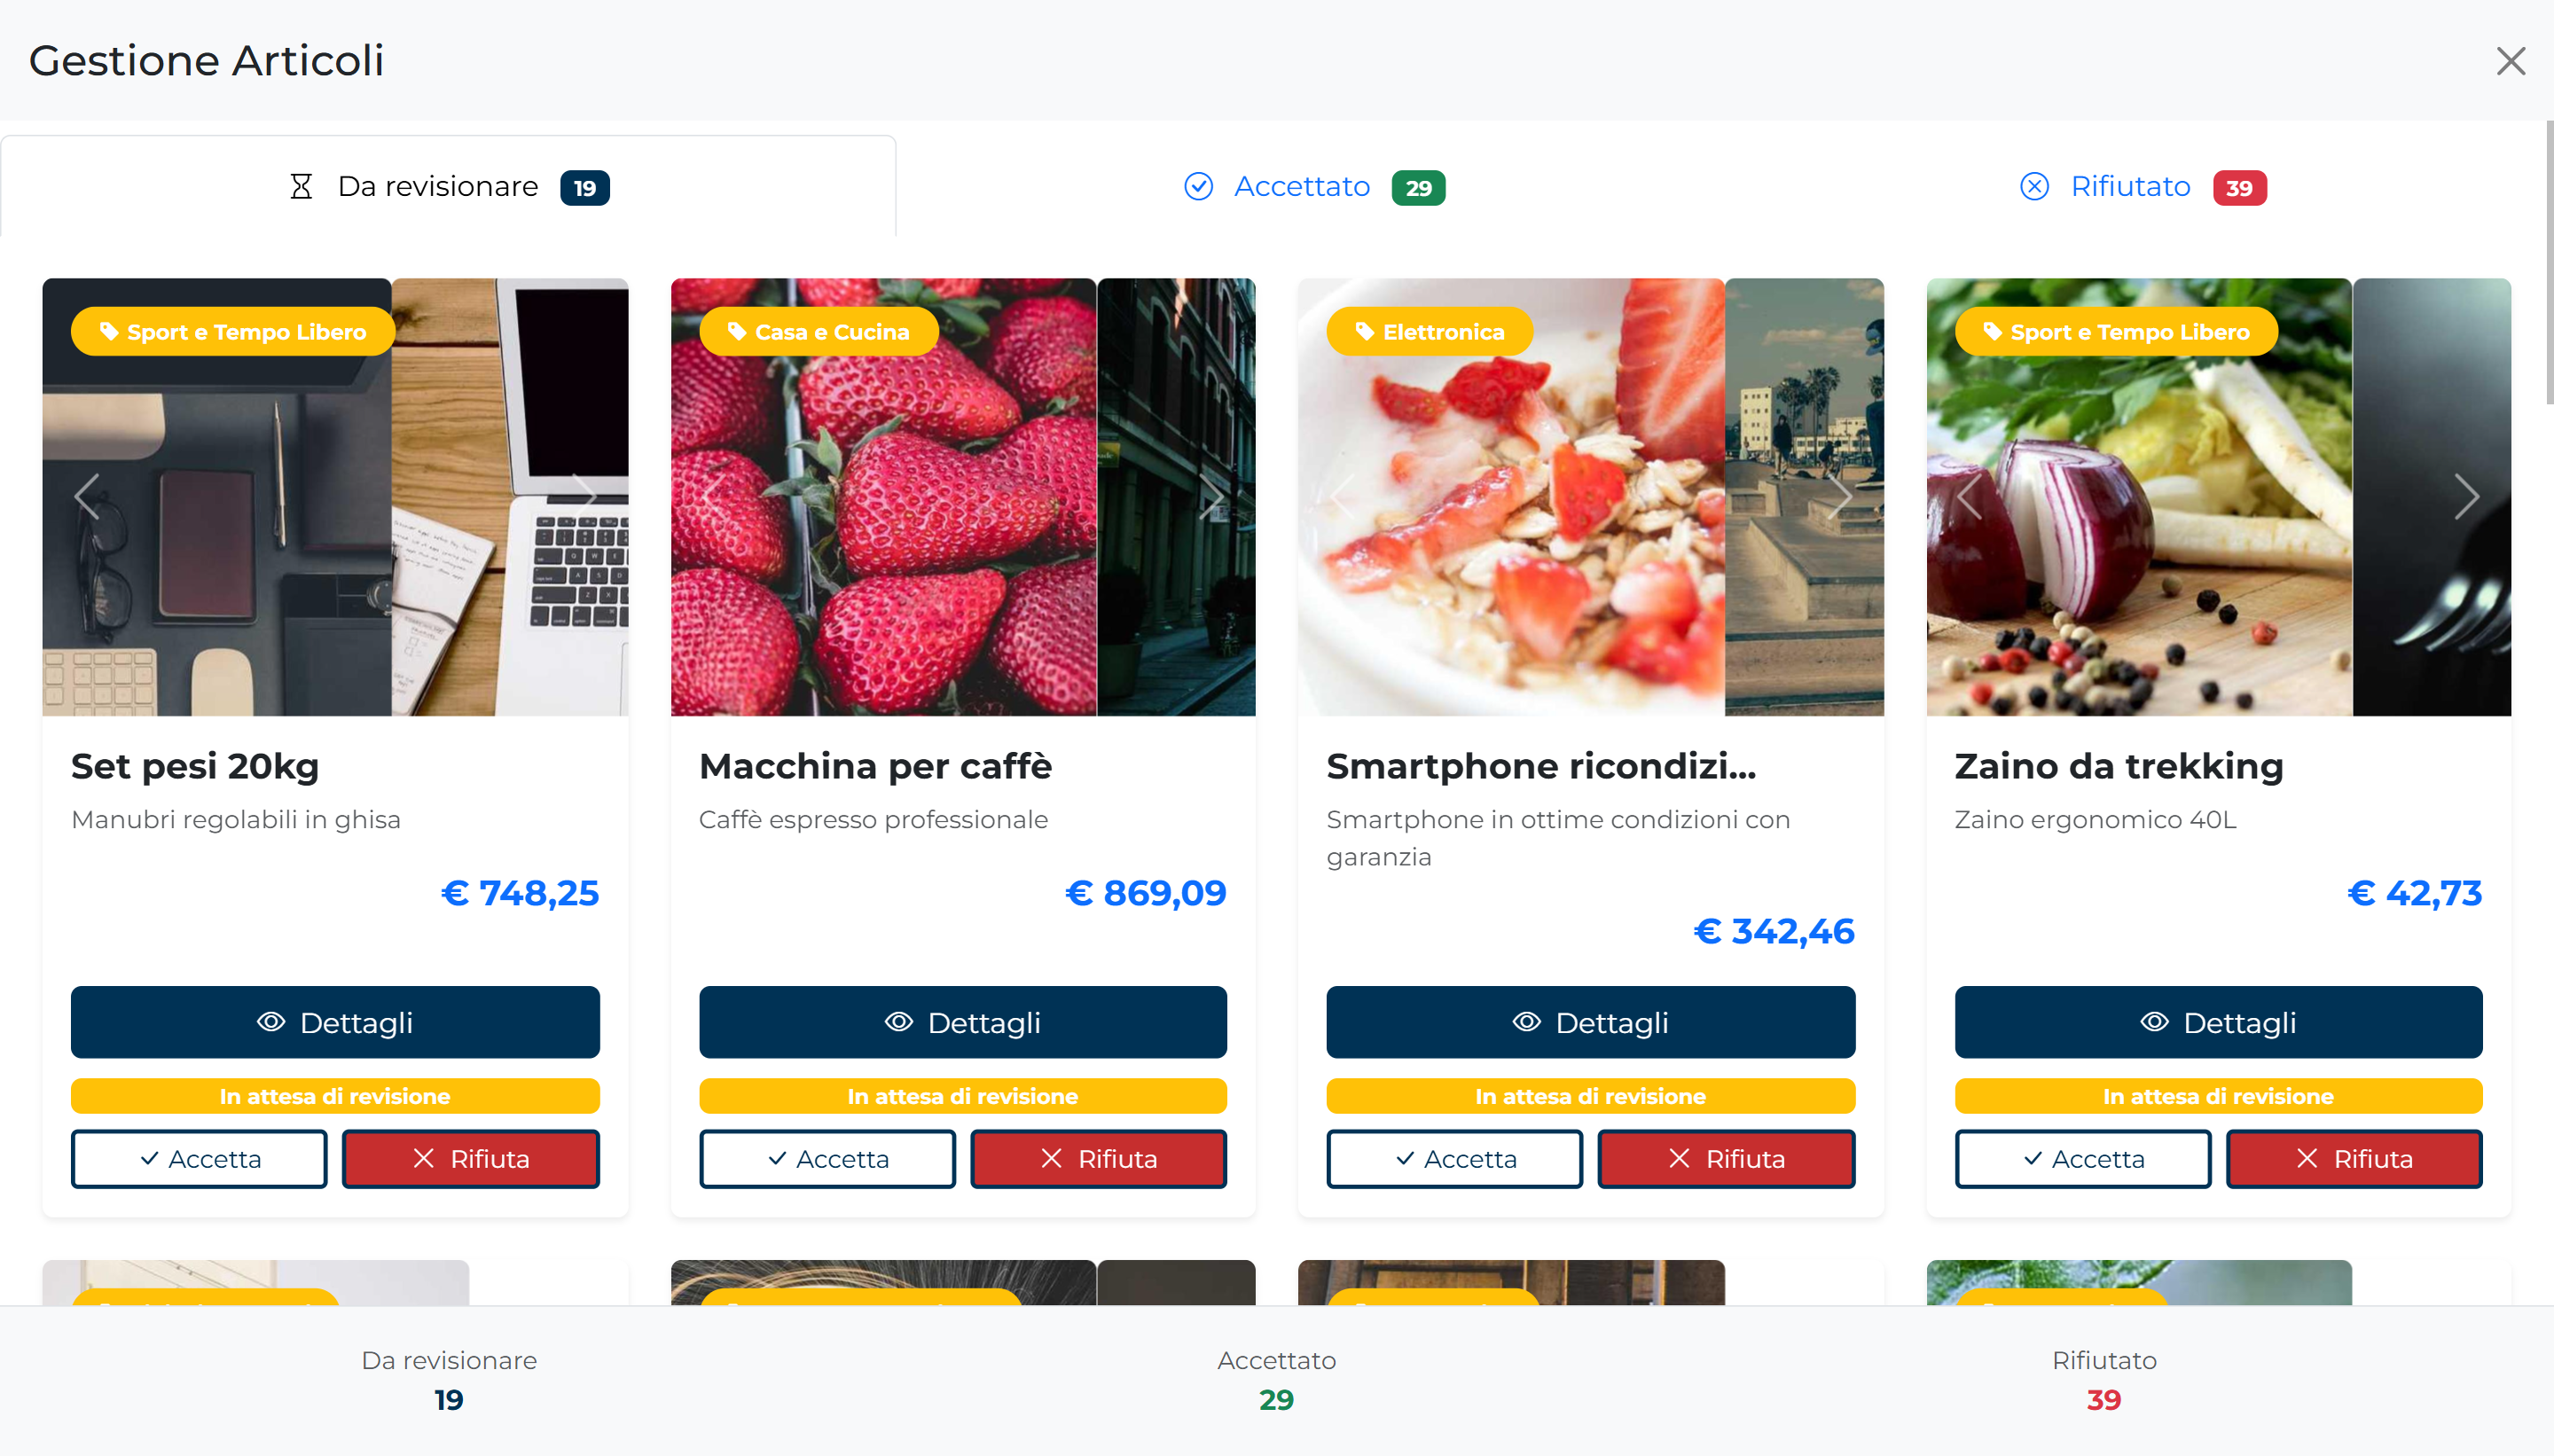 Gestione Articoli
Da revisionare 19
Accettato 29
Rifiutato 39
Sport e Tempo Libero
Set pesi 20kg
Manubri regolabili in ghisa
€ 748,25
Dettagli
In attesa di revisione
Accetta
Rifiuta
Casa e Cucina
Macchina per caffè
Caffè espresso professionale
€ 869,09
Dettagli
In attesa di revisione
Accetta
Rifiuta
Elettronica
Smartphone ricondizi...
Smartphone in ottime condizioni con
garanzia
€ 342,46
Dettagli
In attesa di revisione
Accetta
Rifiuta
Sport e Tempo Libero
Zaino da trekking
Zaino ergonomico 40L
€ 42,73
Dettagli
In attesa di revisione
Accetta
Rifiuta
Da revisionare
19
Accettato
29
Rifiutato
39